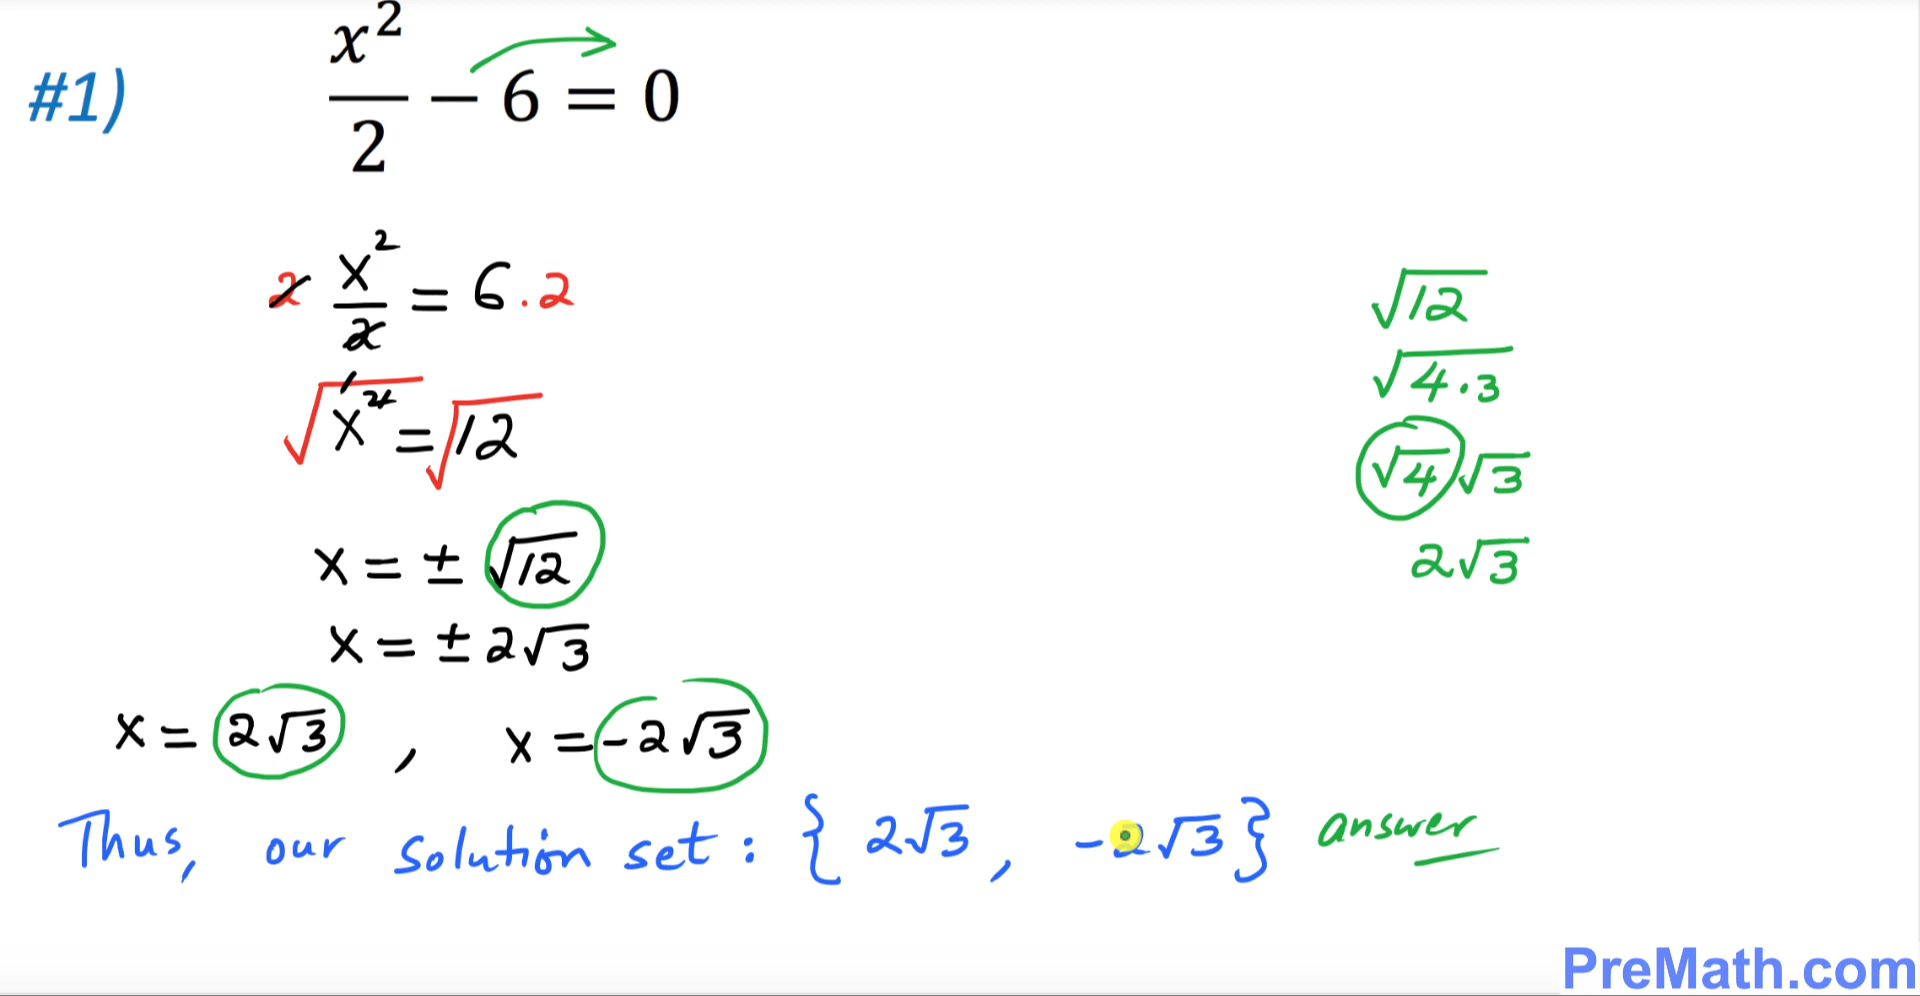 #1) x²/2 − 6 = 0
2 x²/2 = 6 · 2
√x² = √12
x = ± √12
x = ± 2√3
x = 2√3 , x = −2√3
Thus, our solution set : { 2√3 , −2√3 } answer
√12
√4·3
√4 √3
2√3
PreMath.com